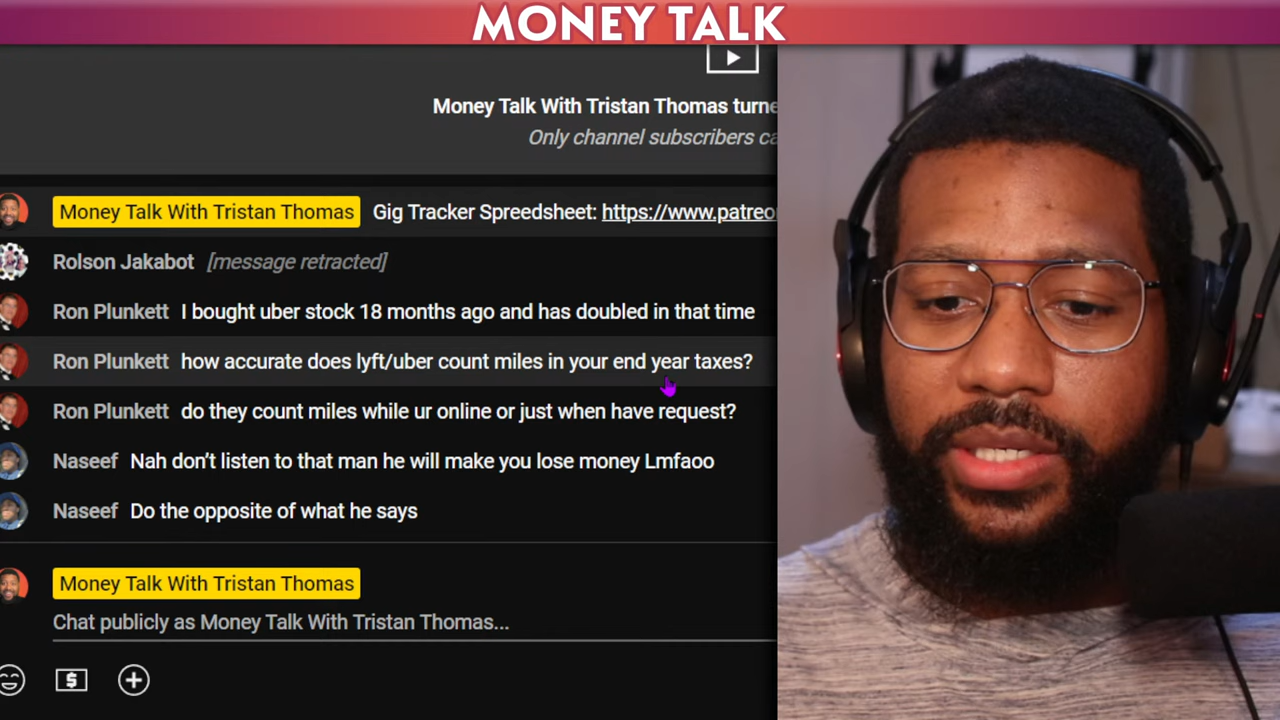 MONEY TALK
Money Talk With Tristan Thomas turne
Only channel subscribers ca
Money Talk With Tristan Thomas Gig Tracker Spreedsheet: https://www.patreo
Rolson Jakabot [message retracted]
Ron Plunkett I bought uber stock 18 months ago and has doubled in that time
Ron Plunkett how accurate does lyft/uber count miles in your end year taxes?
Ron Plunkett do they count miles while ur online or just when have request?
Naseef Nah don’t listen to that man he will make you lose money Lmfaoo
Naseef Do the opposite of what he says
Money Talk With Tristan Thomas
Chat publicly as Money Talk With Tristan Thomas...